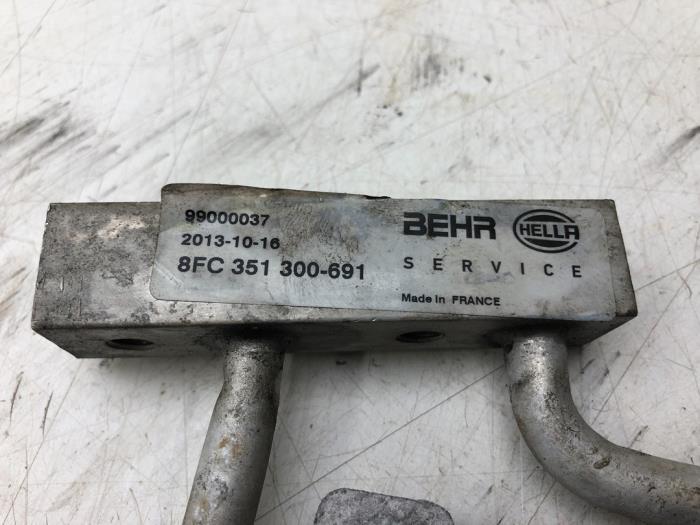 99000037
2013-10-16
8FC 351 300-691
BEHR HELLA
SERVICE
Made in FRANCE